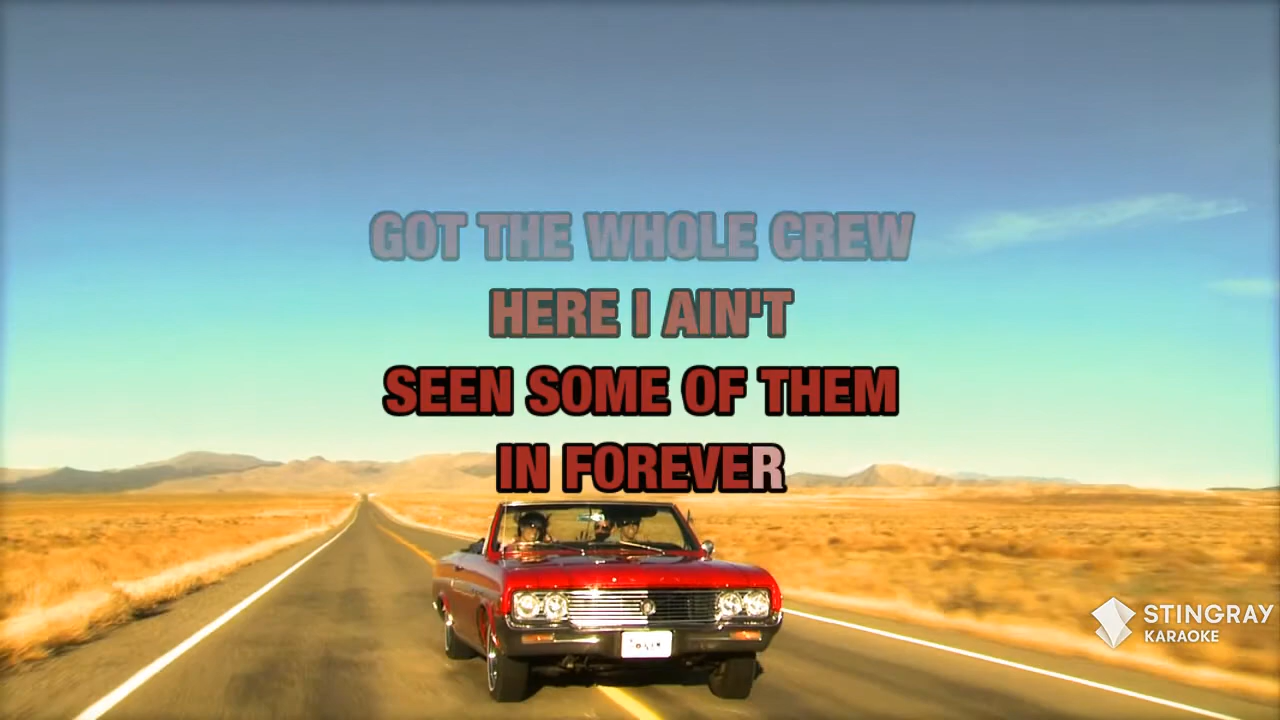 GOT THE WHOLE CREW
HERE I AIN'T
SEEN SOME OF THEM
IN FOREVER
STINGRAY
KARAOKE